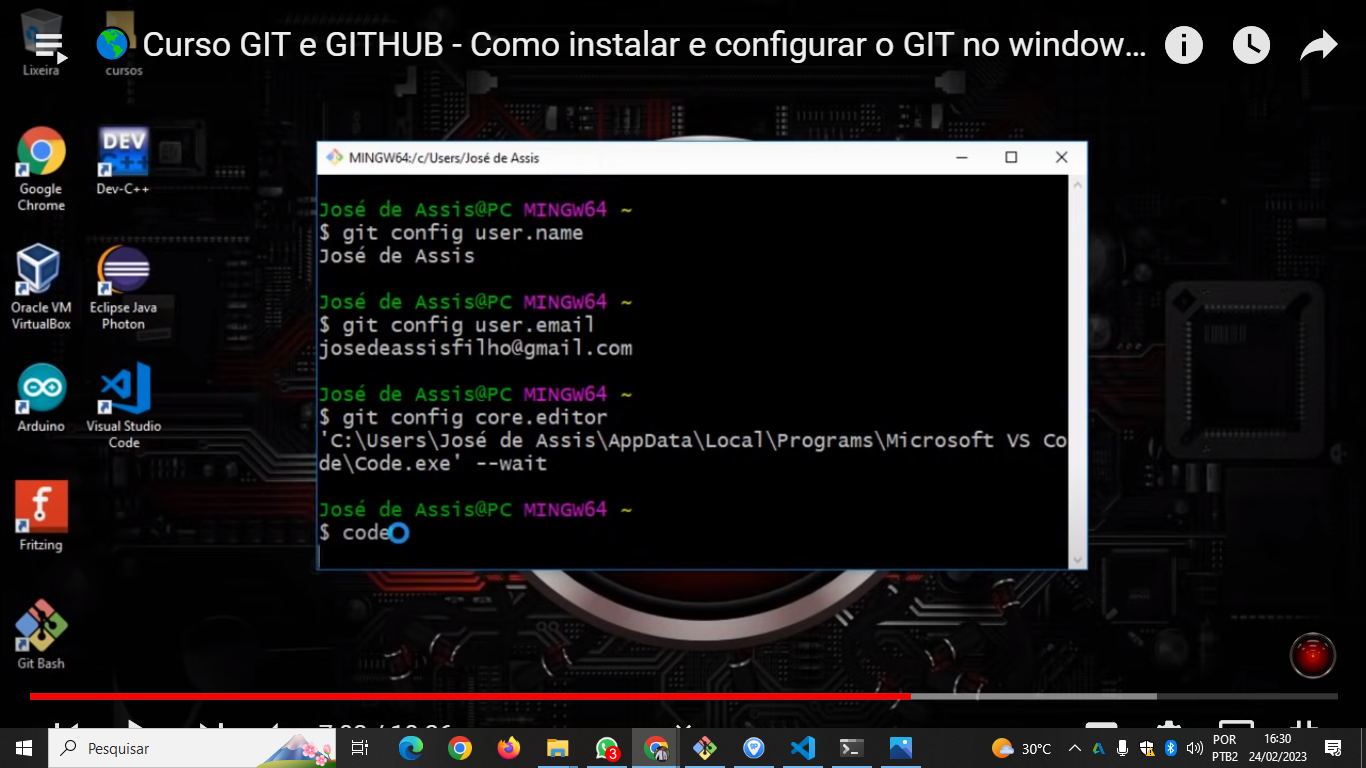 Curso GIT e GITHUB - Como instalar e configurar o GIT no window...
Lixeira
cursos
DEV
C++
Google
Chrome
Dev-C++
Oracle VM
VirtualBox
Eclipse Java
Photon
Arduino
Visual Studio
Code
Fritzing
Git Bash
MINGW64:/c/Users/José de Assis
José de Assis@PC MINGW64 ~
$ git config user.name
José de Assis
José de Assis@PC MINGW64 ~
$ git config user.email
josedeassisfilho@gmail.com
José de Assis@PC MINGW64 ~
$ git config core.editor
'C:\Users\José de Assis\AppData\Local\Programs\Microsoft VS Co
de\Code.exe' --wait
José de Assis@PC MINGW64 ~
$ code
Pesquisar
3
30°C
POR
PTB2
16:30
24/02/2023